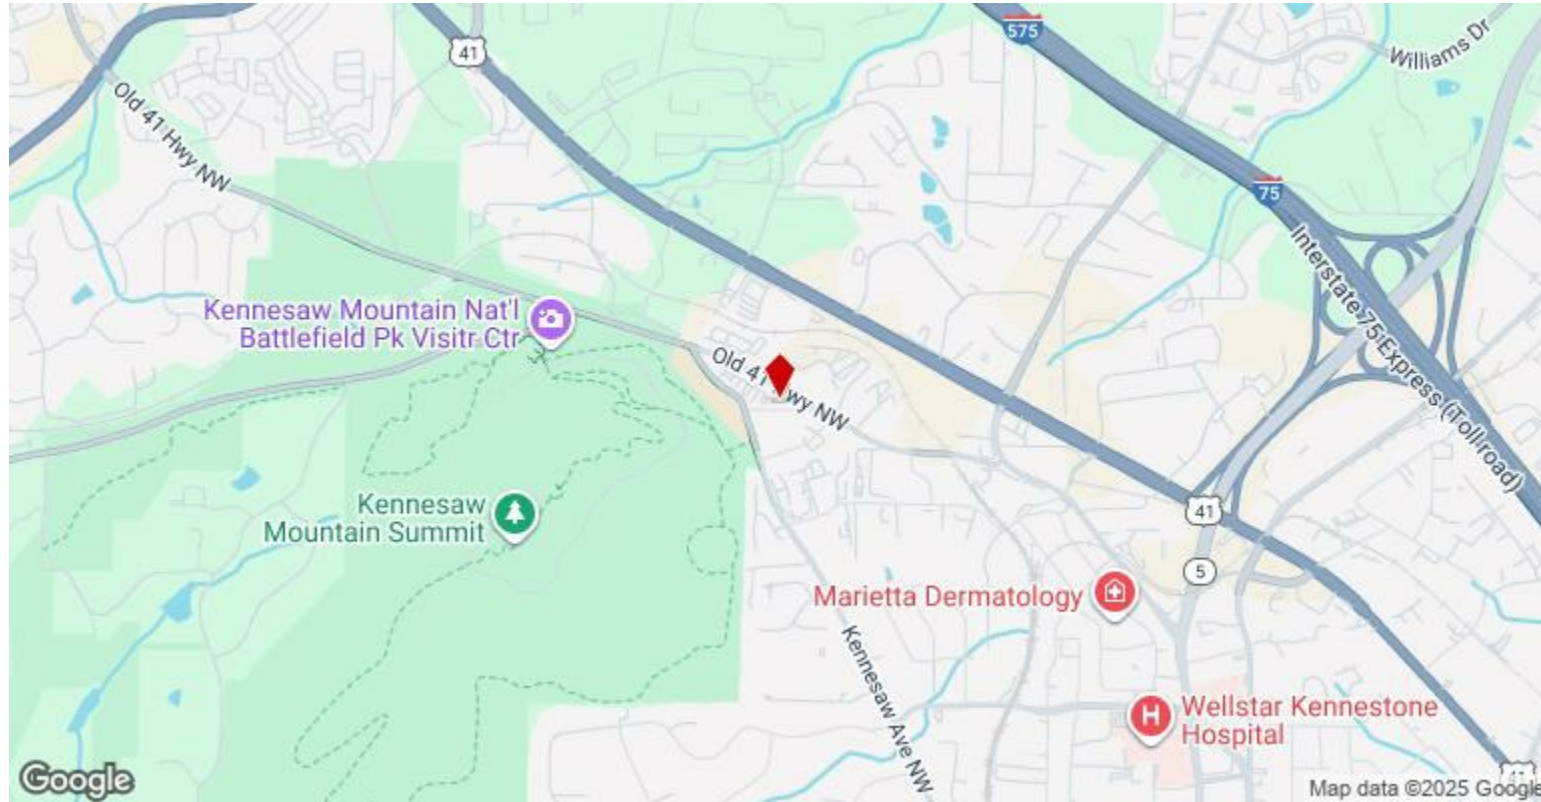 575
Williams Dr
41
Old 41 Hwy NW
75
Interstate 75 Express (Toll road)
Kennesaw Mountain Nat'l
Battlefield Pk Visitr Ctr
Old 41 Hwy NW
Kennesaw
Mountain Summit
41
5
Marietta Dermatology
Kennesaw Ave NW
H
Wellstar Kennestone
Hospital
41
Google
Map data ©2025 Google